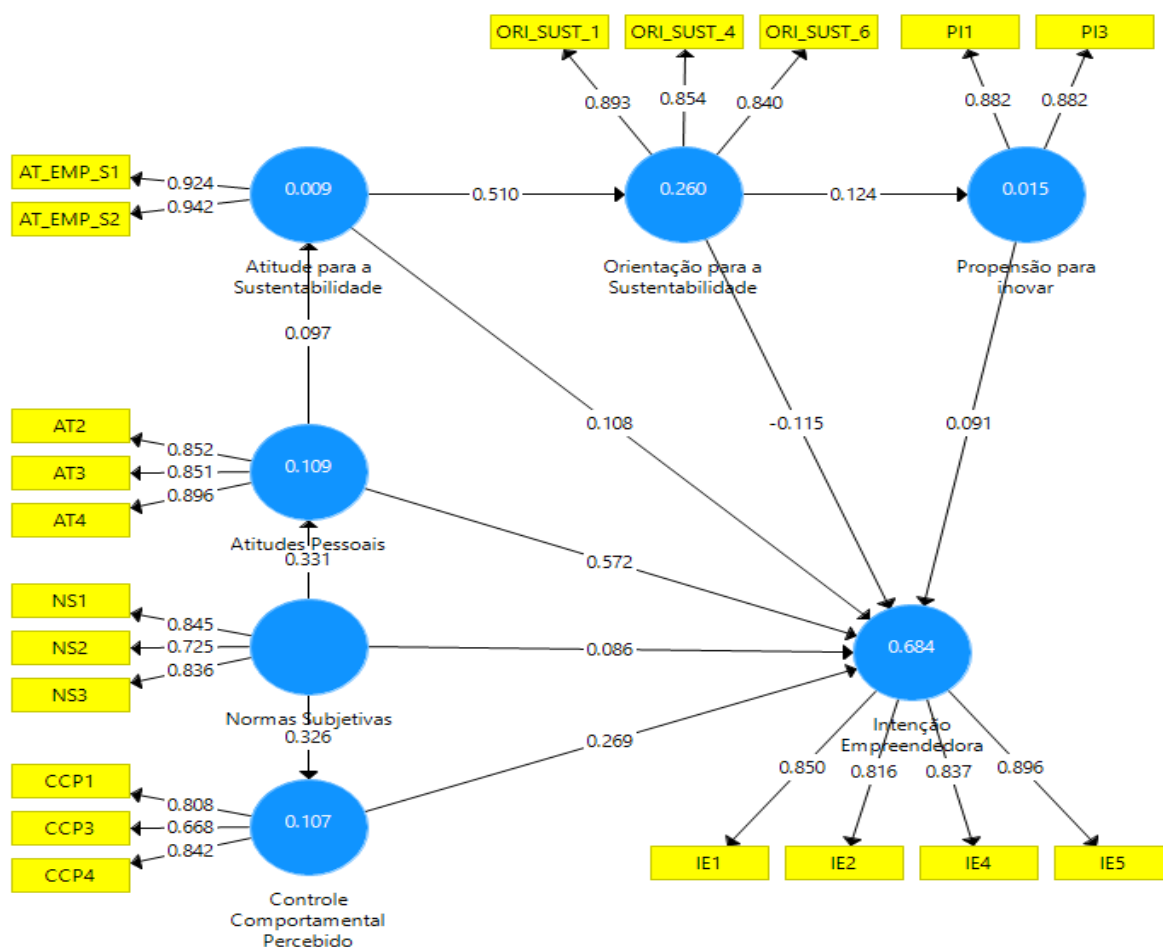 ORI_SUST_1
ORI_SUST_4
ORI_SUST_6
PI1
PI3
0.893
0.854
0.840
0.882
0.882
AT_EMP_S1
AT_EMP_S2
0.924
0.942
0.009
0.510
0.260
0.124
0.015
Atitude para a
Sustentabilidade
Orientação para a
Sustentabilidade
Propensão para
inovar
0.097
0.108
-0.115
0.091
AT2
AT3
AT4
0.852
0.851
0.896
0.109
Atitudes Pessoais
0.572
0.331
NS1
NS2
NS3
0.845
0.725
0.836
0.086
0.684
Normas Subjetivas
0.326
0.269
Intenção
Empreendedora
CCP1
CCP3
CCP4
0.808
0.668
0.842
0.107
Controle
Comportamental
Percebido
0.850
0.816
0.837
0.896
IE1
IE2
IE4
IE5